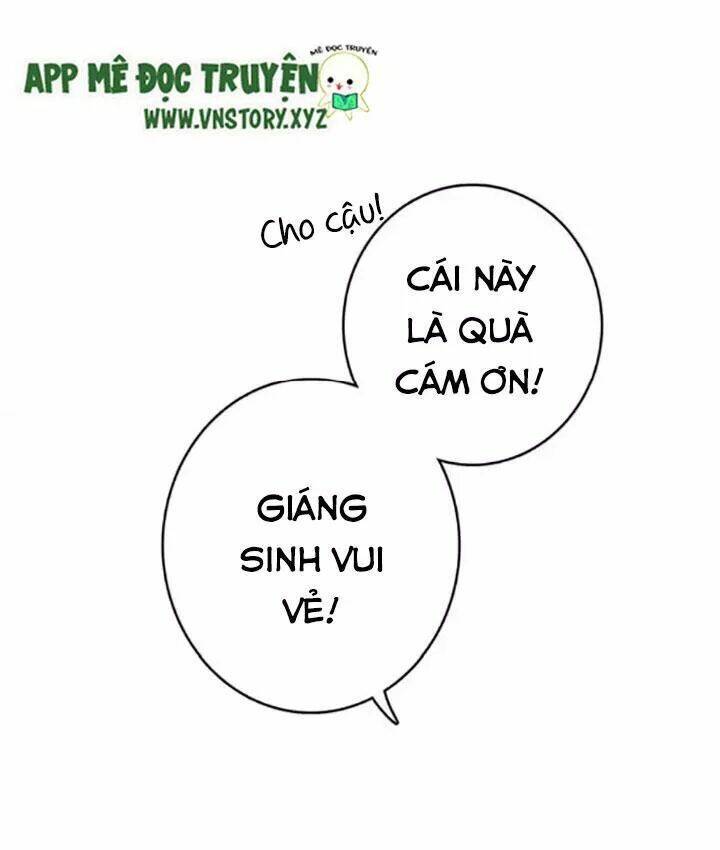 MÊ ĐỌC TRUYỆN
APP MÊ ĐỌC TRUYỆN
WWW.VNSTORY.XYZ
Cho cậu!
CÁI NÀY
LÀ QUÀ
CÁM ƠN!
GIÁNG
SINH VUI
VẺ!